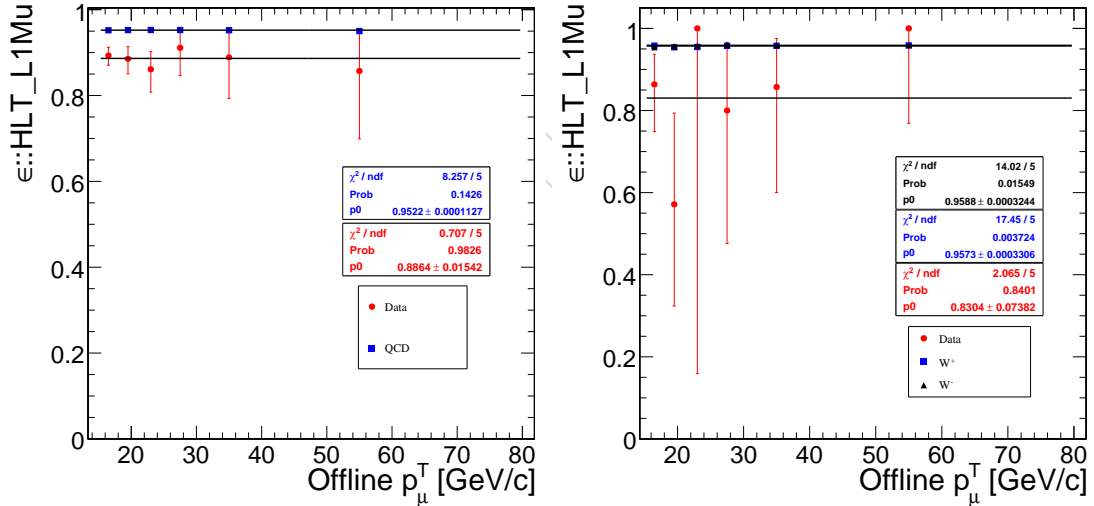 ϵ::HLT_L1Mu
1
0.8
0.6
0.4
0.2
0
χ² / ndf 8.257 / 5
Prob 0.1426
p0 0.9522 ± 0.0001127
χ² / ndf 0.707 / 5
Prob 0.9826
p0 0.8864 ± 0.01542
Data
QCD
20 30 40 50 60 70 80
Offline p_μ^T [GeV/c]
ϵ::HLT_L1Mu
1
0.8
0.6
0.4
0.2
0
χ² / ndf 14.02 / 5
Prob 0.01549
p0 0.9588 ± 0.0003244
χ² / ndf 17.45 / 5
Prob 0.003724
p0 0.9573 ± 0.0003306
χ² / ndf 2.065 / 5
Prob 0.8401
p0 0.8304 ± 0.07382
Data
W⁺
W⁻
20 30 40 50 60 70 80
Offline p_μ^T [GeV/c]